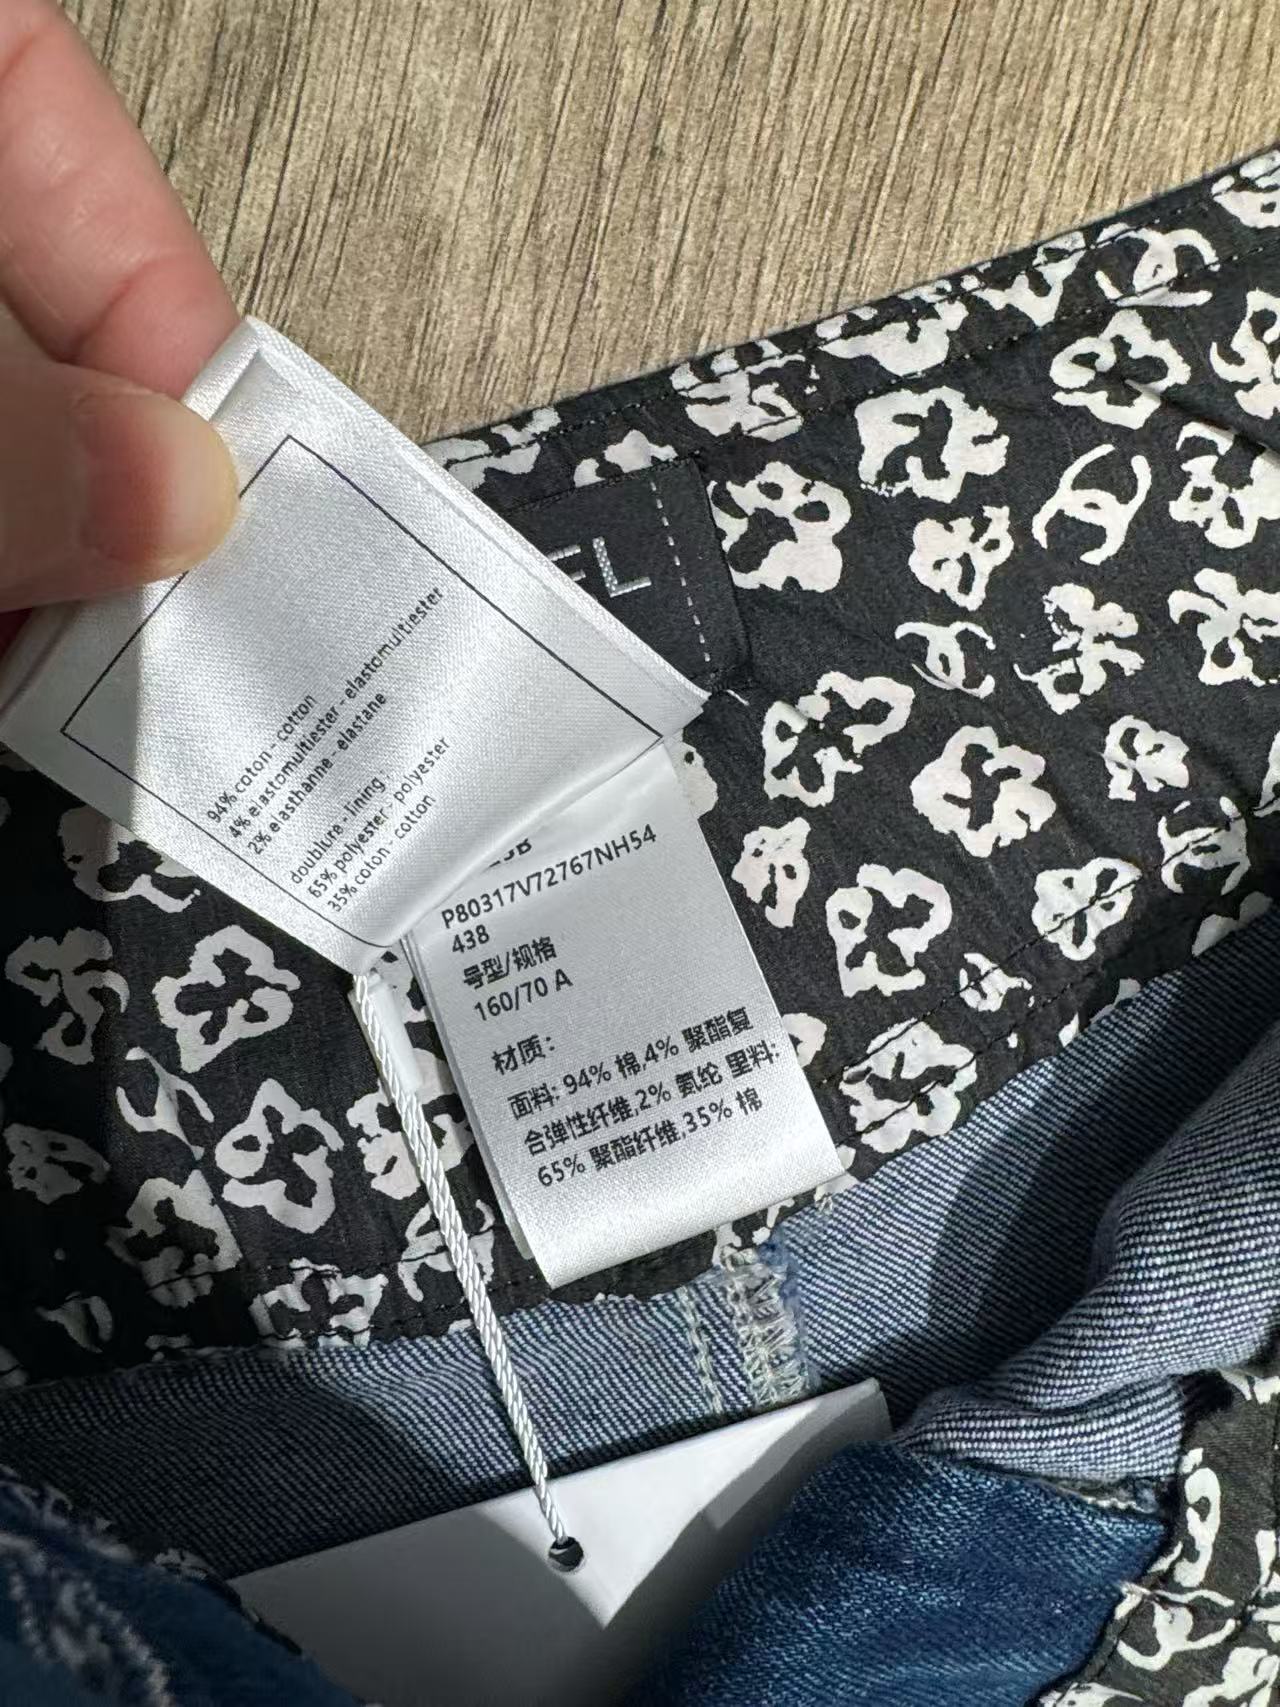 EL
94% coton - cotton
4% elastomultiester - elastomultiester
2% elasthanne - elastane
doublure - lining :
65% polyester - polyester
35% coton - cotton
P80317V72767NH54
438
号型/规格
160/70 A
材质：
面料: 94% 棉,4% 聚酯复
合弹性纤维,2% 氨纶 里料:
65% 聚酯纤维,35% 棉